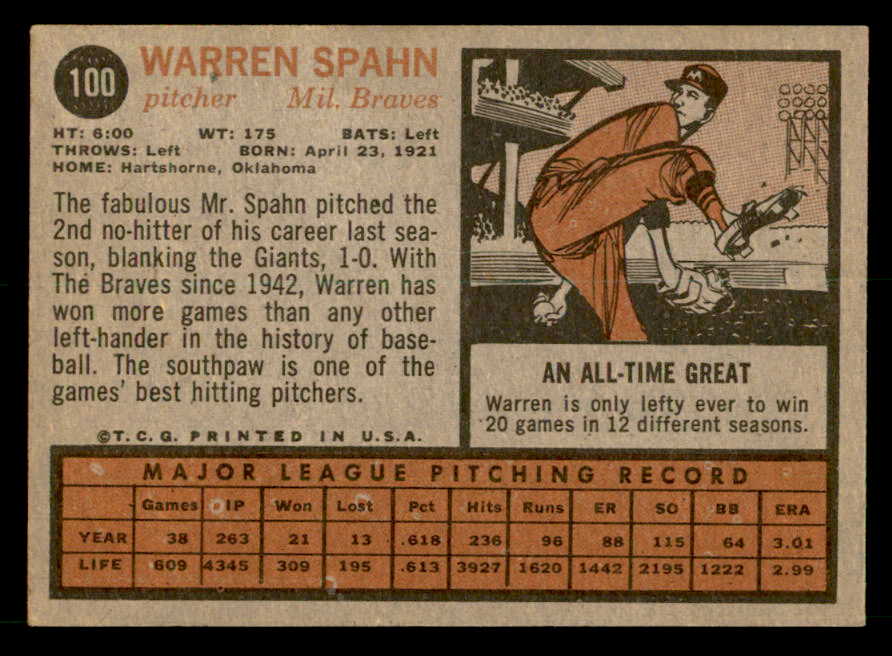 100
WARREN SPAHN
pitcher Mil. Braves
HT: 6:00 WT: 175 BATS: Left
THROWS: Left BORN: April 23, 1921
HOME: Hartshorne, Oklahoma
The fabulous Mr. Spahn pitched the
2nd no-hitter of his career last sea-
son, blanking the Giants, 1-0. With
The Braves since 1942, Warren has
won more games than any other
left-hander in the history of base-
ball. The southpaw is one of the
games' best hitting pitchers.
©T.C.G. PRINTED IN U.S.A.
M
AN ALL-TIME GREAT
Warren is only lefty ever to win
20 games in 12 different seasons.
MAJOR LEAGUE PITCHING RECORD
Games IP Won Lost Pct Hits Runs ER SO BB ERA
YEAR 38 263 21 13 .618 236 96 88 115 64 3.01
LIFE 609 4345 309 195 .613 3927 1620 1442 2195 1222 2.99